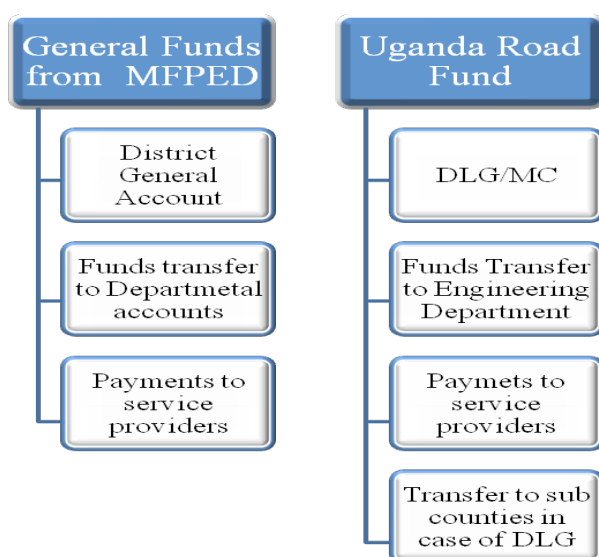 General Funds
from MFPED
District
General
Account
Funds transfer
to Departmetal
accounts
Payments to
service
providers
Uganda Road
Fund
DLG/MC
Funds Transfer
to Engineering
Department
Paymets to
service
providers
Transfer to sub
counties in
case of DLG